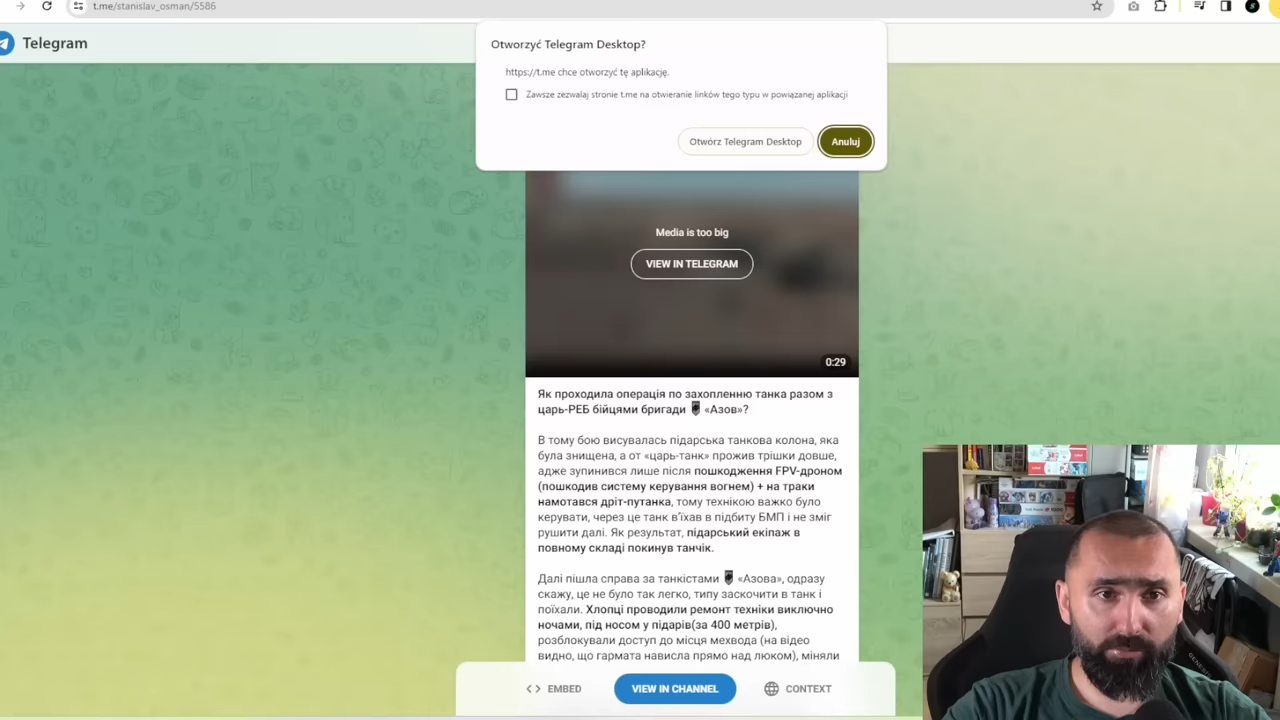 t.me/stanislav_osman/5586
Telegram
Otworzyć Telegram Desktop?
https://t.me chce otworzyć tę aplikację.
Zawsze zezwalaj stronie t.me na otwieranie linków tego typu w powiązanej aplikacji
Otwórz Telegram Desktop
Anuluj
Media is too big
VIEW IN TELEGRAM
0:29
Як проходила операція по захопленню танка разом з
царь-РЕБ бійцями бригади «Азов»?
В тому бою висувалась підарська танкова колона, яка
була знищена, а от «царь-танк» прожив трішки довше,
адже зупинився лише після пошкодження FPV-дроном
(пошкодив систему керування вогнем) + на траки
намотався дріт-путанка, тому технікою важко було
керувати, через це танк в'їхав в підбиту БМП і не зміг
рушити далі. Як результат, підарський екіпаж в
повному складі покинув танчік.
Далі пішла справа за танкістами «Азова», одразу
скажу, це не було так легко, типу заскочити в танк і
поїхали. Хлопці проводили ремонт техніки виключно
ночами, під носом у підарів(за 400 метрів),
розблокували доступ до місця мехвода (на відео
видно, що гармата нависла прямо над люком), міняли
EMBED
VIEW IN CHANNEL
CONTEXT